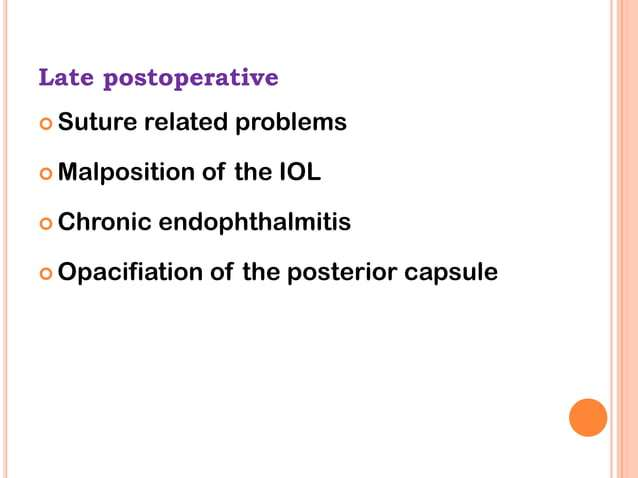 Late postoperative
Suture related problems
Malposition of the IOL
Chronic endophthalmitis
Opacifiation of the posterior capsule